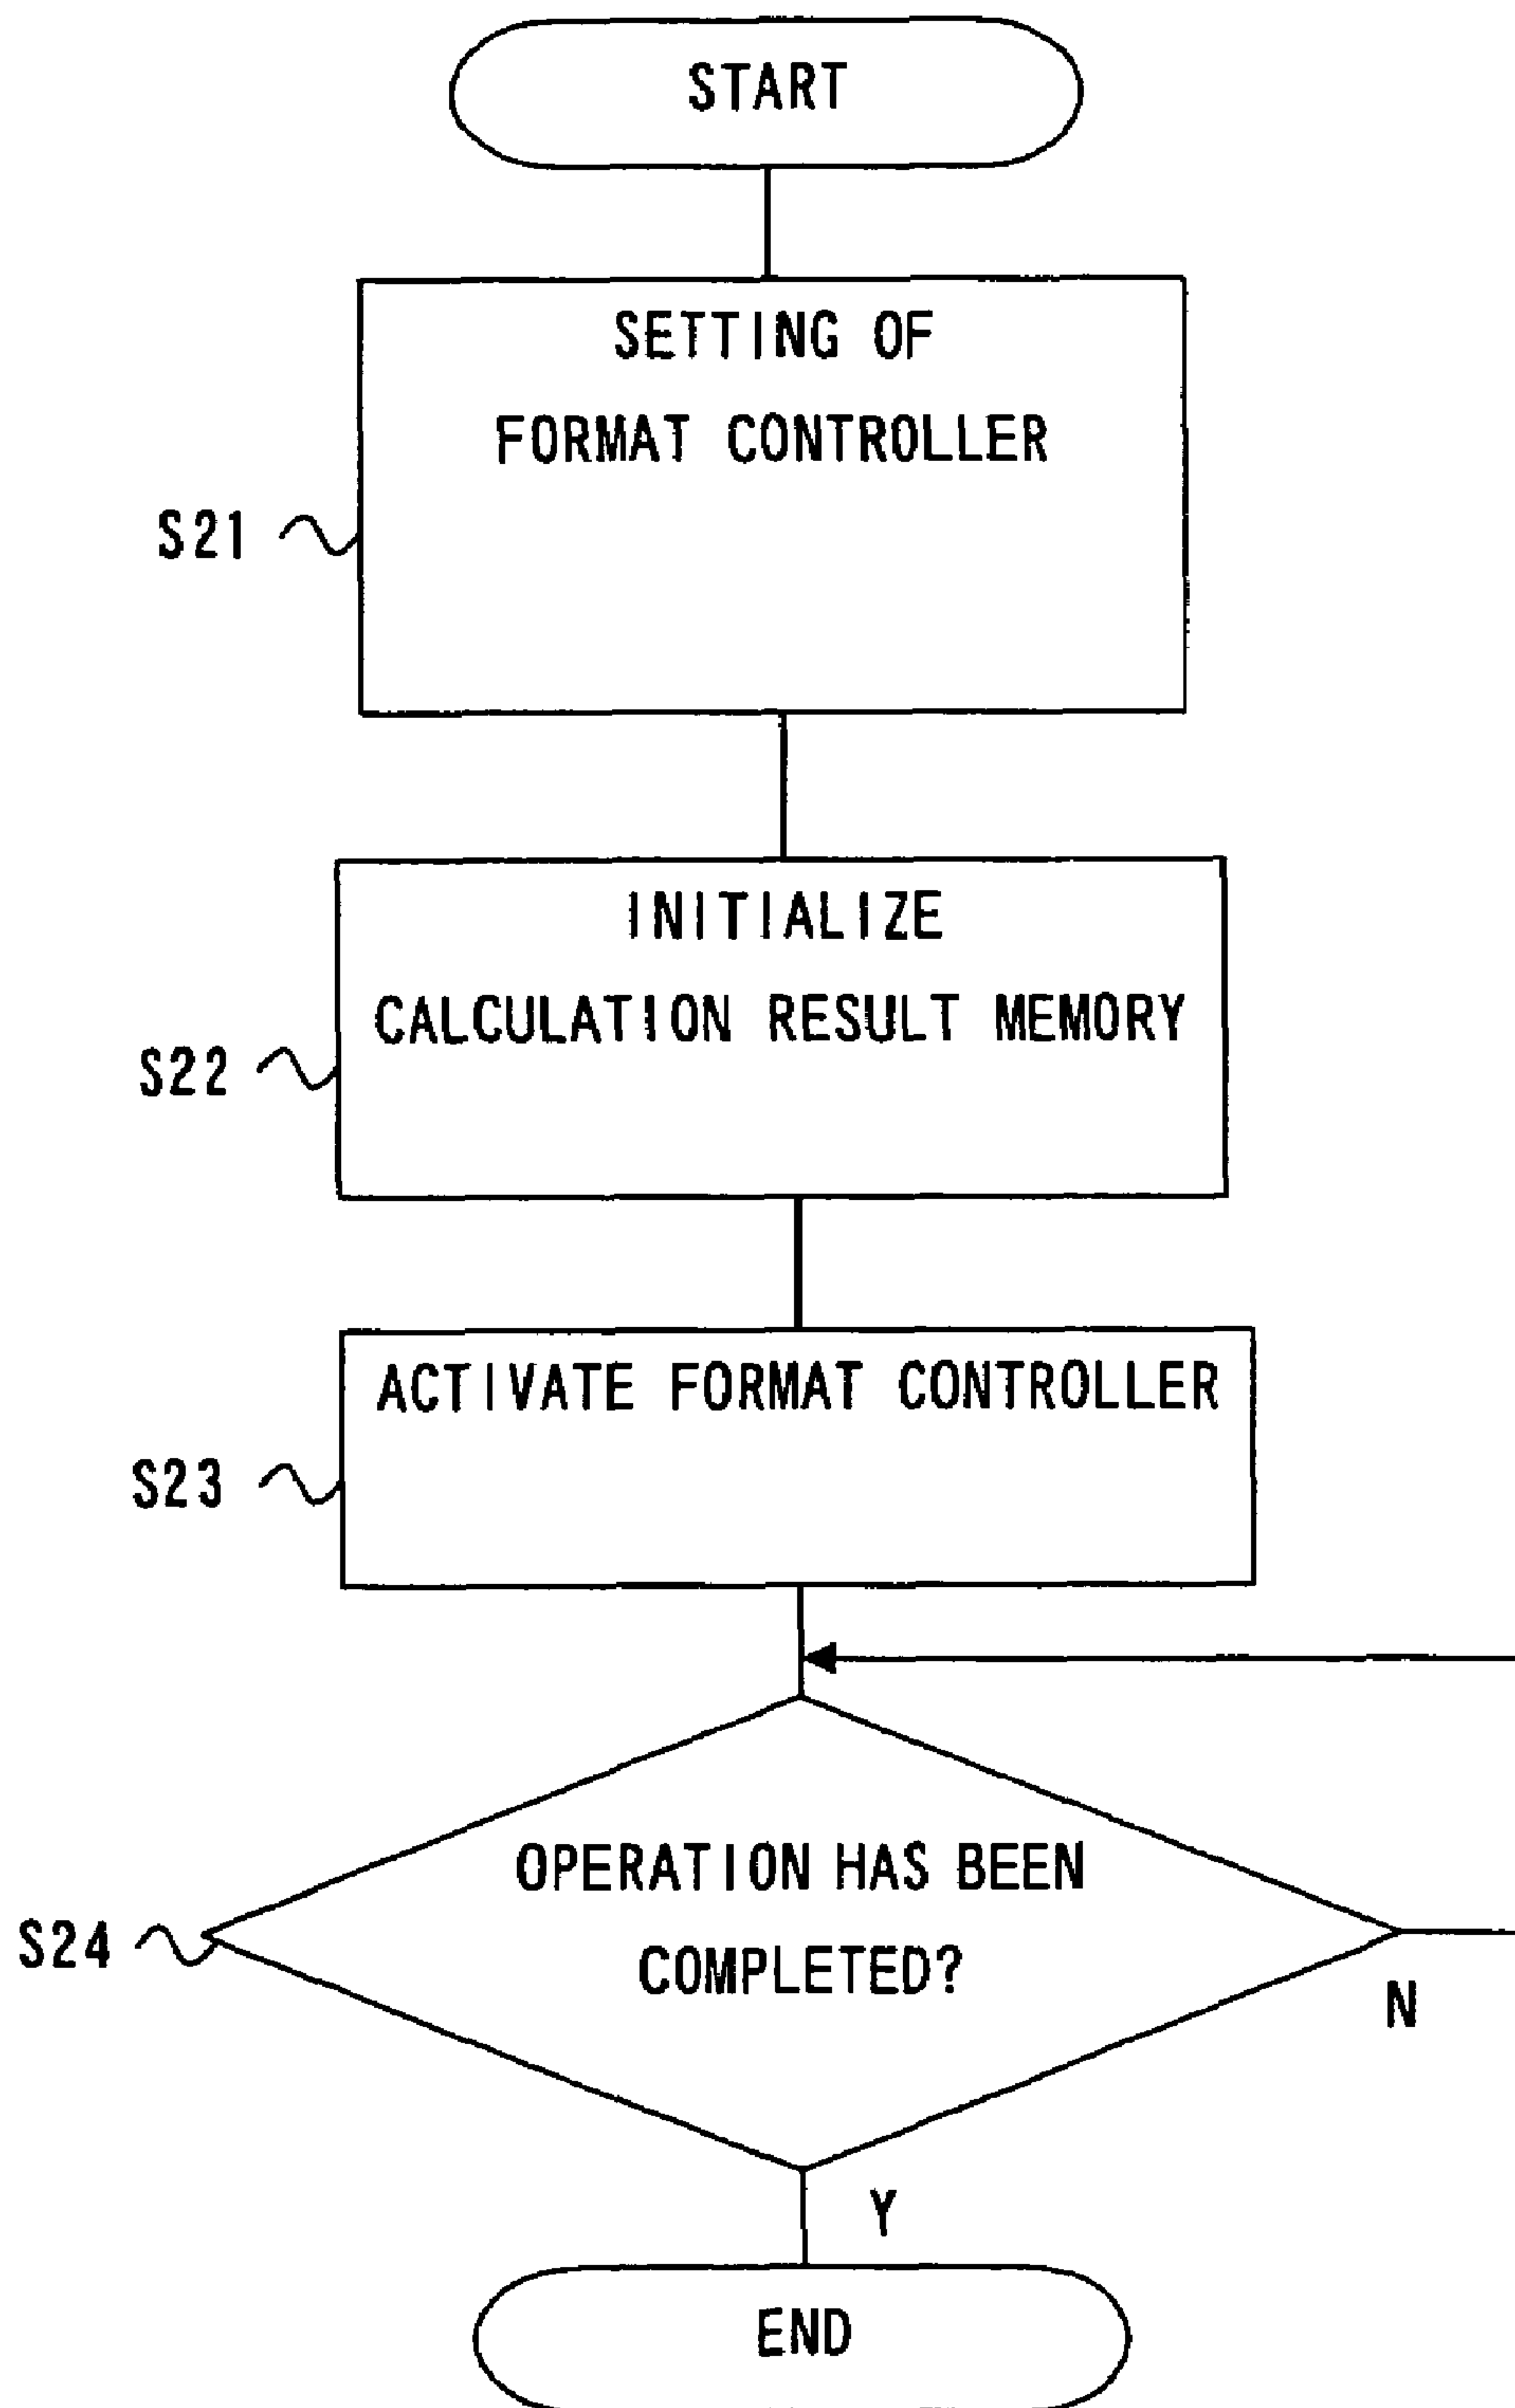 START
SETTING OF
FORMAT CONTROLLER
S21
INITIALIZE
CALCULATION RESULT MEMORY
S22
ACTIVATE FORMAT CONTROLLER
S23
OPERATION HAS BEEN
COMPLETED?
S24
N
Y
END